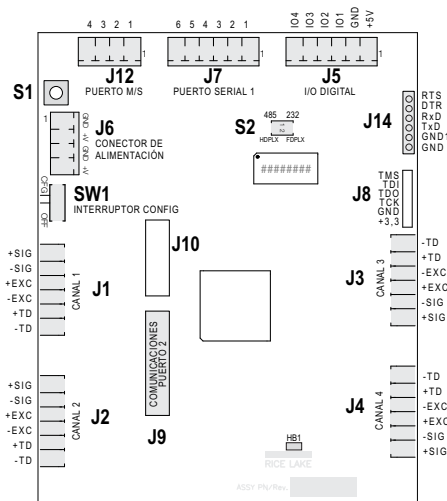 4 3 2 1
6 5 4 3 2 1
IO4 IO3 IO2 IO1 GND +5V
1
1
1
J12
PUERTO M/S
J7
PUERTO SERIAL 1
J5
I/O DIGITAL
S1
1
GND
+V
GND
+V
J6
CONECTOR DE
ALIMENTACIÓN
S2
485 232
1 2
HDPLX FDPLX
########
J14
RTS
DTR
RxD
TxD
GND1
GND
CFG
OFF
SW1
INTERRUPTOR CONFIG
J8
TMS
TDI
TDO
TCK
GND
+3,3
+SIG
-SIG
+EXC
-EXC
+TD
-TD
CANAL 1
J1
J10
J3
CANAL 3
-TD
+TD
-EXC
+EXC
-SIG
+SIG
COMUNICACIONES
PUERTO 2
J9
+SIG
-SIG
+EXC
-EXC
+TD
-TD
CANAL 2
J2
J4
CANAL 4
-TD
+TD
-EXC
+EXC
-SIG
+SIG
HB1
RICE LAKE
ASSY PN/Rev.